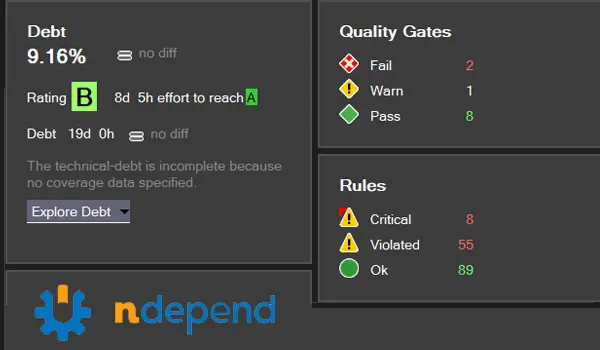 Debt
9.16% no diff
Rating B 8d 5h effort to reach A
Debt 19d 0h no diff
The technical-debt is incomplete because
no coverage data specified.
Explore Debt
Quality Gates
Fail 2
Warn 1
Pass 8
Rules
Critical 8
Violated 55
Ok 89
ndepend